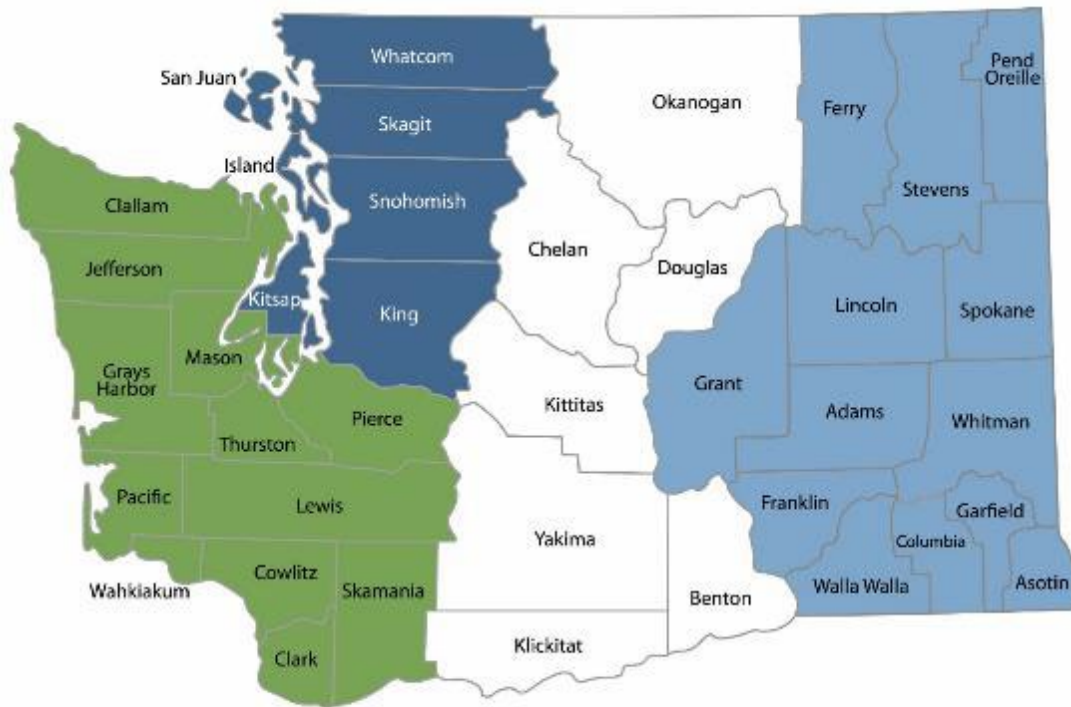 Whatcom
San Juan
Pend
Oreille
Okanogan
Ferry
Skagit
Island
Stevens
Snohomish
Clallam
Chelan
Douglas
Jefferson
Kitsap
King
Lincoln
Spokane
Mason
Grays
Harbor
Grant
Kittitas
Adams
Pierce
Whitman
Thurston
Pacific
Lewis
Franklin
Garfield
Yakima
Columbia
Cowlitz
Wahkiakum
Skamania
Walla Walla
Asotin
Benton
Klickitat
Clark